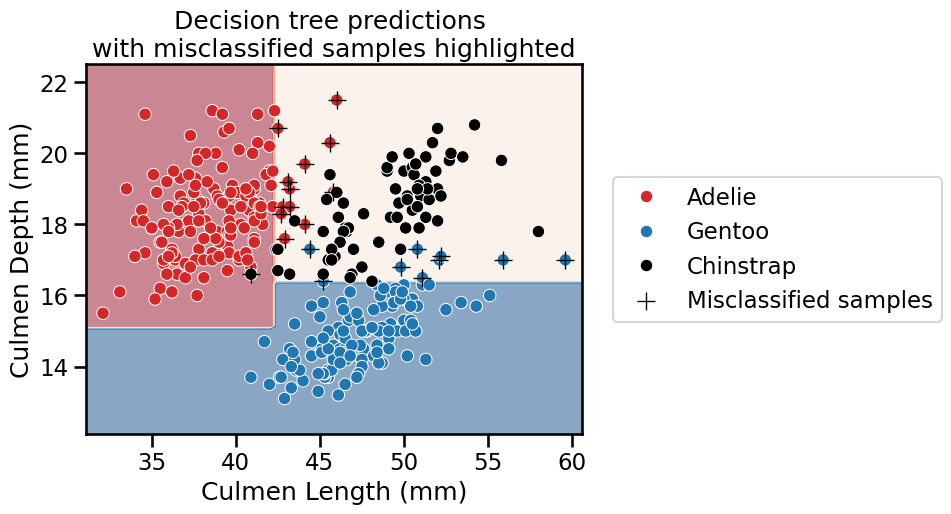 Decision tree predictions
with misclassified samples highlighted
22
20
18
16
14
Culmen Depth (mm)
35 40 45 50 55 60
Culmen Length (mm)
Adelie
Gentoo
Chinstrap
Misclassified samples